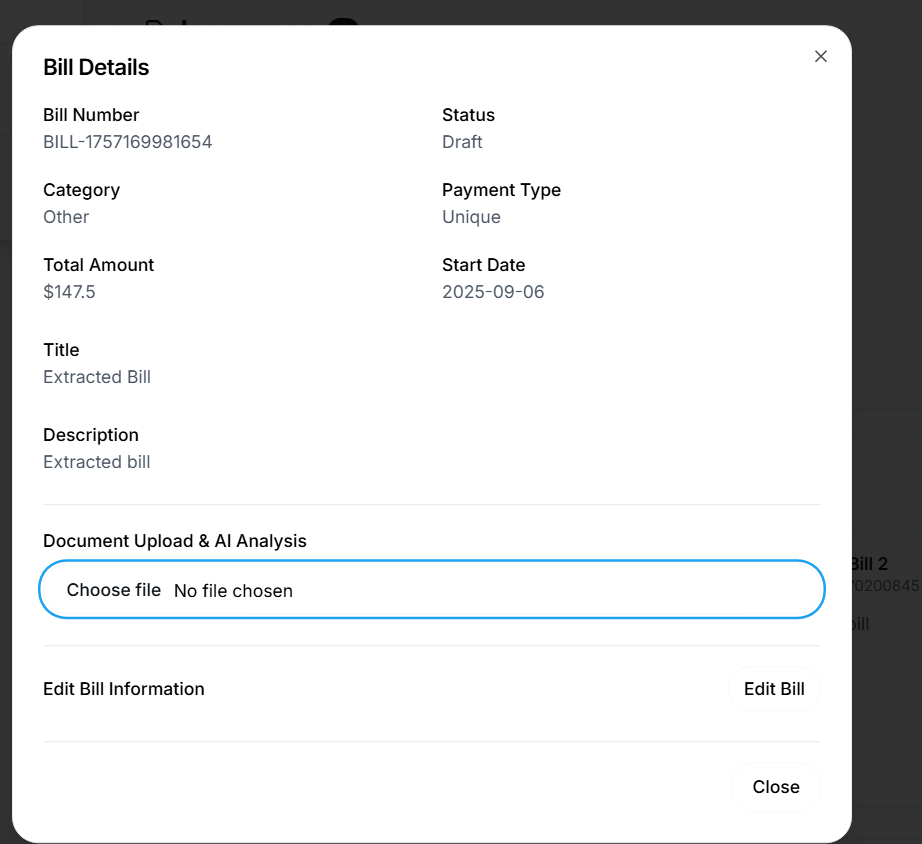 Bill Details
Bill Number
BILL-1757169981654
Status
Draft
Category
Other
Payment Type
Unique
Total Amount
$147.5
Start Date
2025-09-06
Title
Extracted Bill
Description
Extracted bill
Document Upload & AI Analysis
Choose file No file chosen
Bill 2
70200845
bill
Edit Bill Information
Edit Bill
Close